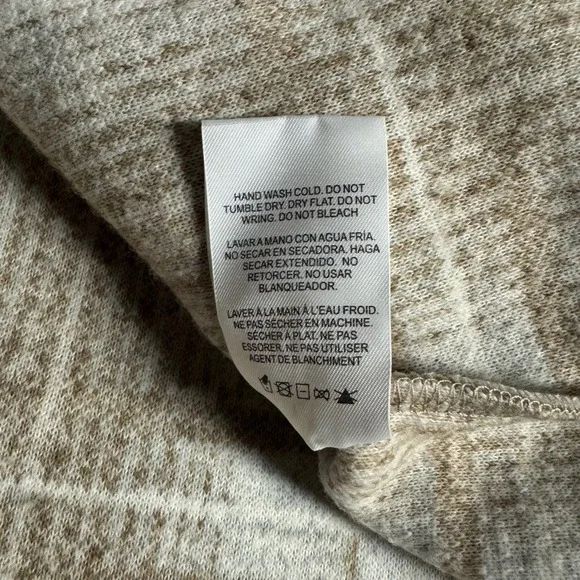 HAND WASH COLD. DO NOT
TUMBLE DRY. DRY FLAT. DO NOT
WRING. DO NOT BLEACH
LAVAR A MANO CON AGUA FRÍA.
NO SECAR EN SECADORA. HAGA
SECAR EXTENDIDO. NO
RETORCER. NO USAR
BLANQUEADOR.
LAVER À LA MAIN À L'EAU FROID.
NE PAS SÉCHER EN MACHINE.
SÉCHER À PLAT. NE PAS
ESSORER. NE PAS UTILISER
AGENT DE BLANCHIMENT